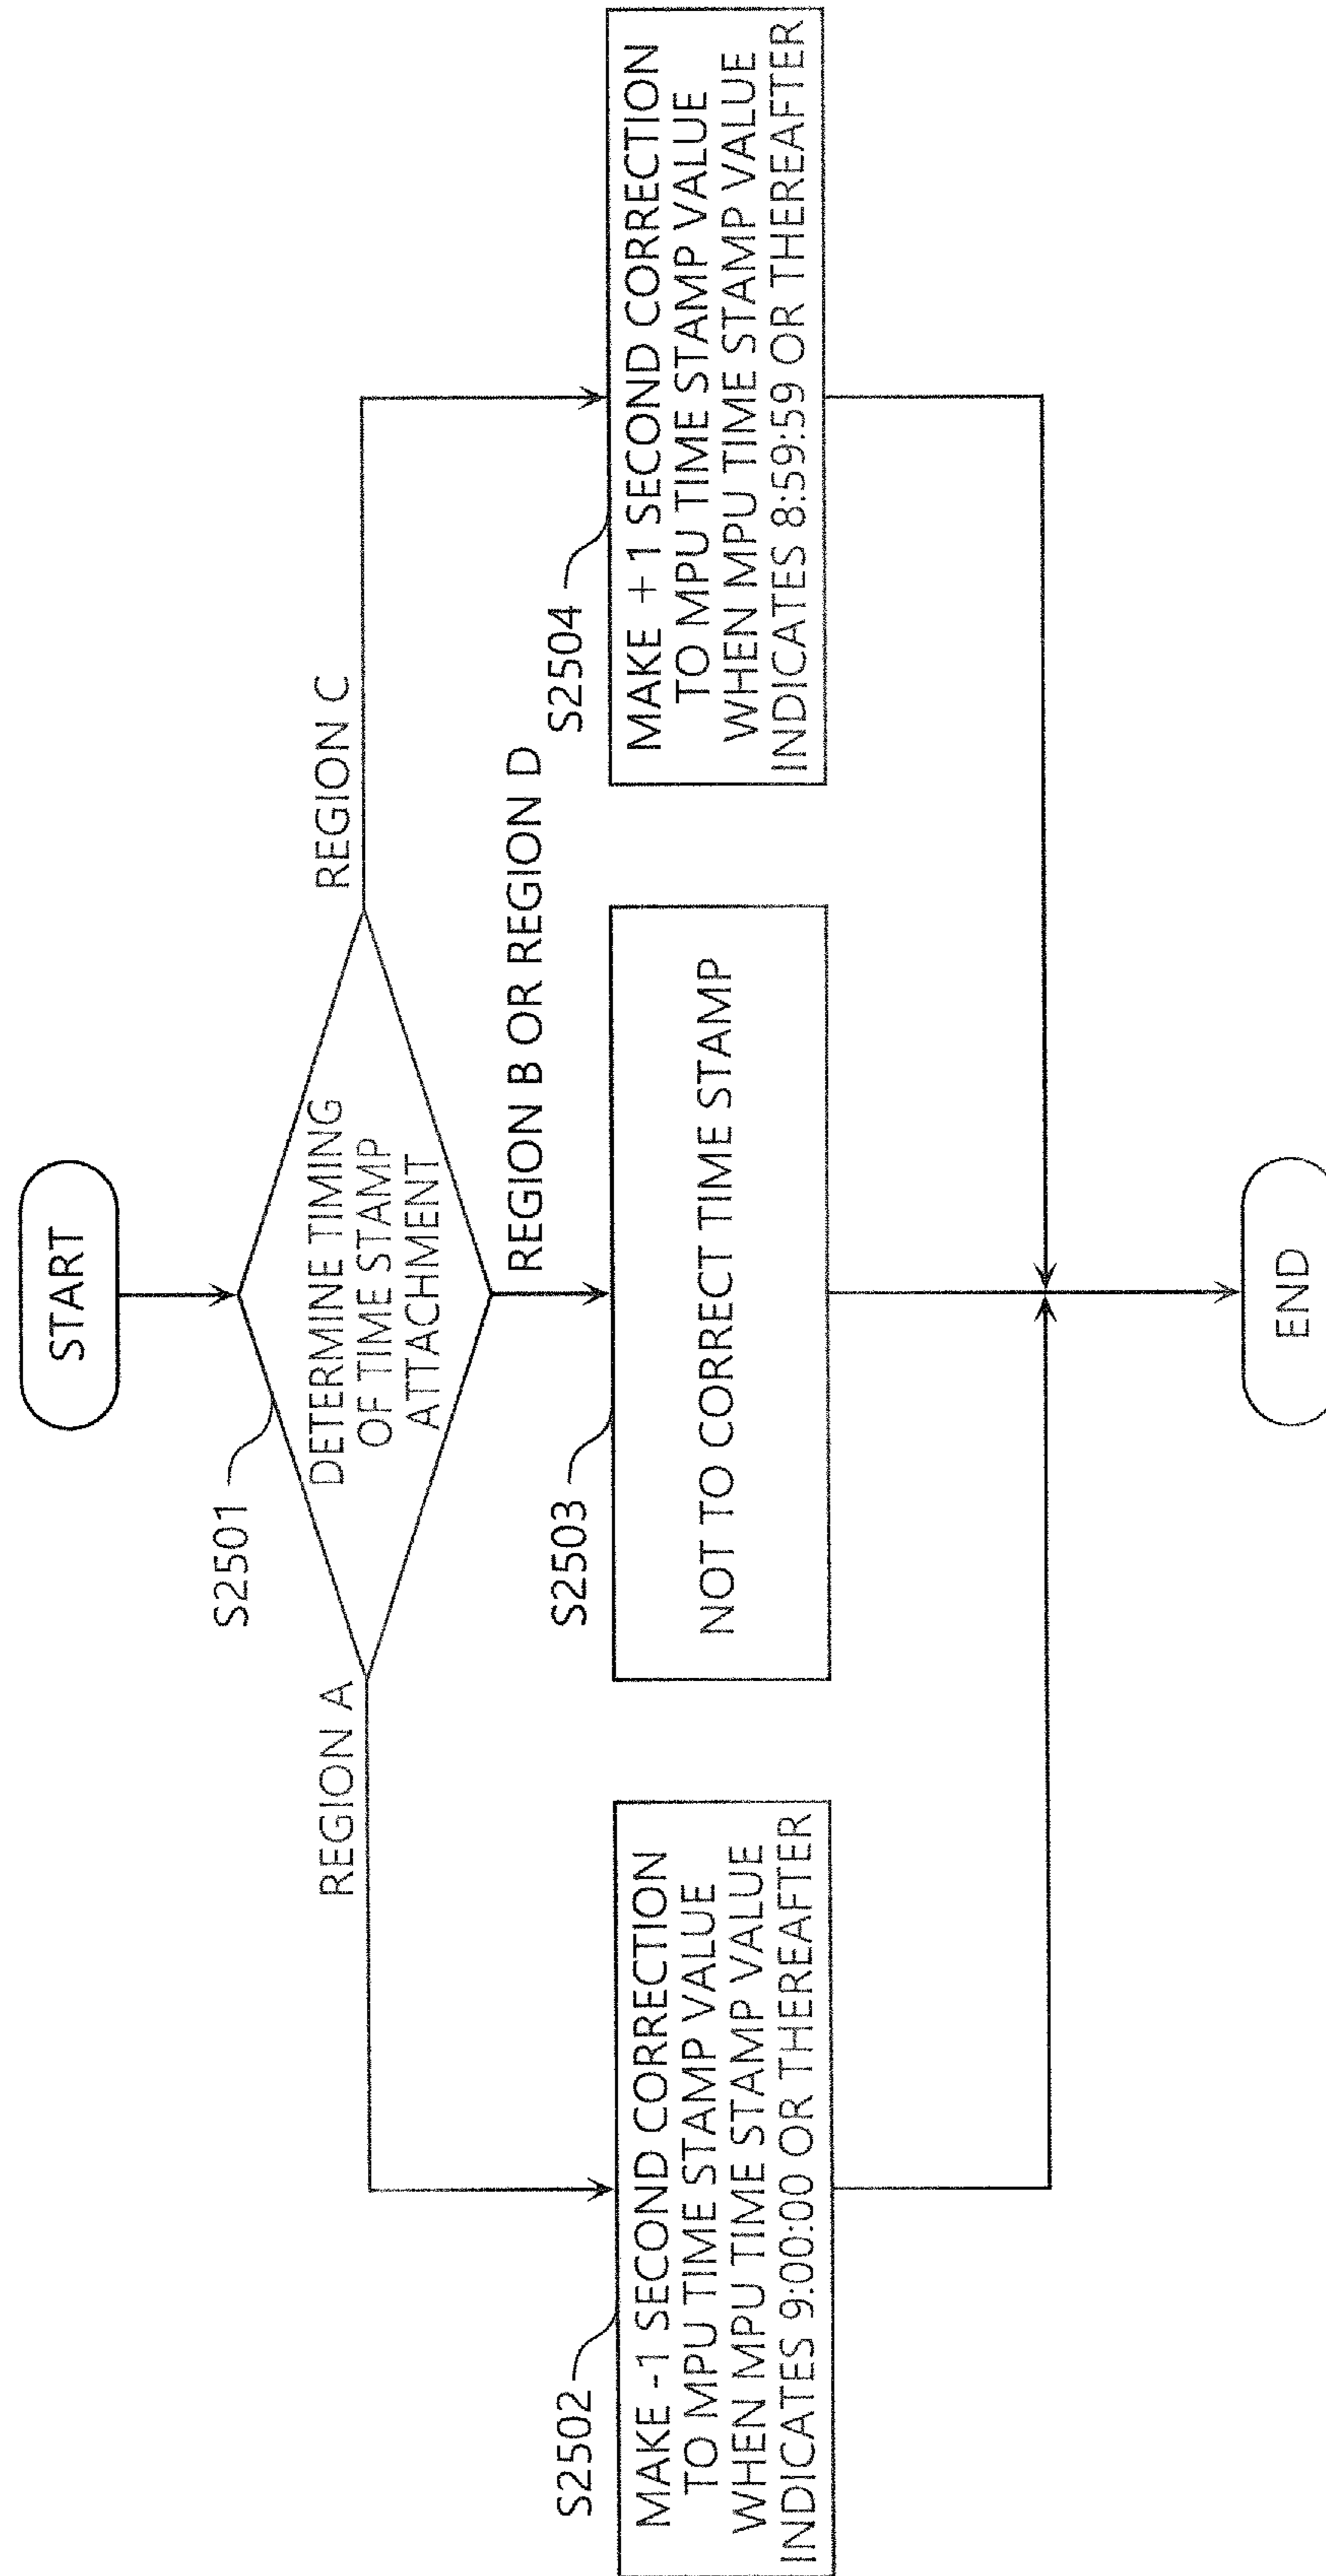 START
S2501
DETERMINE TIMING
OF TIME STAMP
ATTACHMENT
REGION A
REGION C
REGION B OR REGION D
S2502
MAKE -1 SECOND CORRECTION
TO MPU TIME STAMP VALUE
WHEN MPU TIME STAMP VALUE
INDICATES 9:00:00 OR THEREAFTER
S2503
NOT TO CORRECT TIME STAMP
S2504
MAKE +1 SECOND CORRECTION
TO MPU TIME STAMP VALUE
WHEN MPU TIME STAMP VALUE
INDICATES 8:59:59 OR THEREAFTER
END